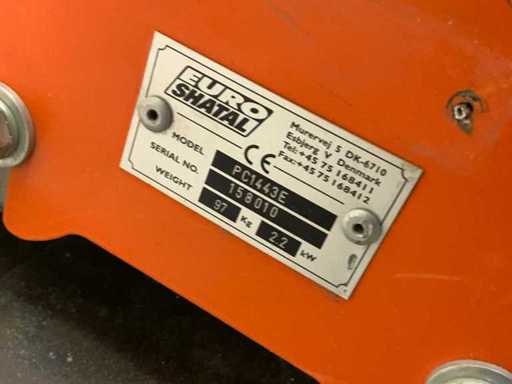 EURO
SHATAL
Murervej 5 DK-6710
Esbjerg V Denmark
Tel:+45 75 168411
Fax:+45 75 168412
CE
MODEL PC1443E
SERIAL NO. 158010
WEIGHT 97 Kg 2.2 kW